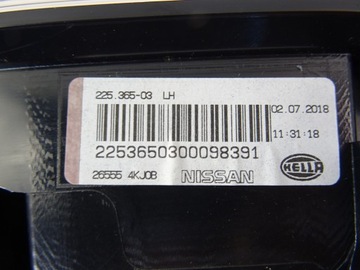 225.365-03 LH
02.07.2018
11:31:18
2253650300098391
26555 4KJ0B NISSAN
HELLA